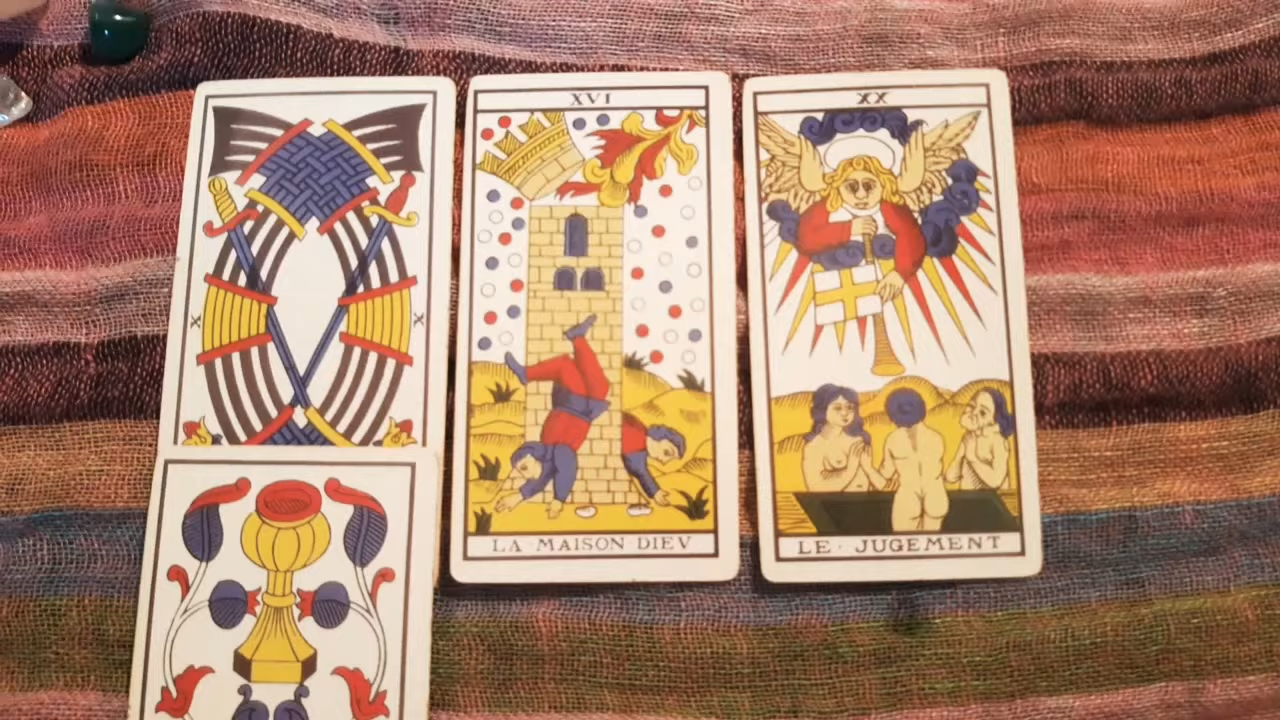 X X
XVI
LA · MAISON · DIEV
XX
LE · JUGEMENT